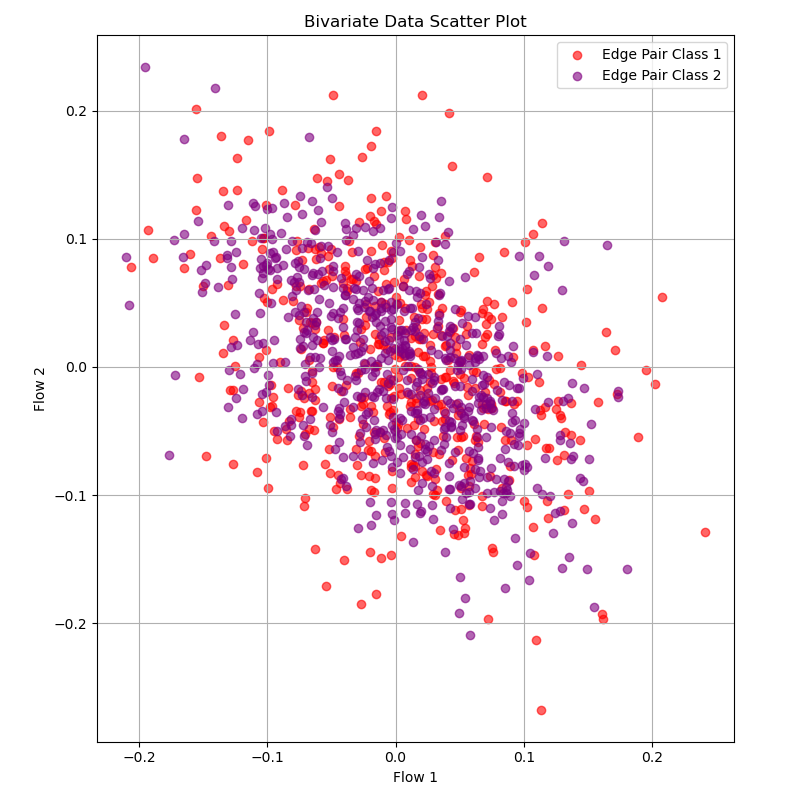 Bivariate Data Scatter Plot
Edge Pair Class 1
Edge Pair Class 2
Flow 2
0.2
0.1
0.0
−0.1
−0.2
−0.2
−0.1
0.0
0.1
0.2
Flow 1